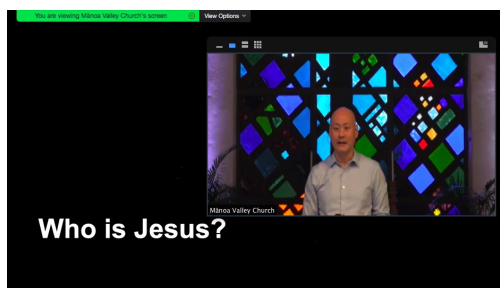 You are viewing Mānoa Valley Church's screen
View Options
Mānoa Valley Church
Who is Jesus?